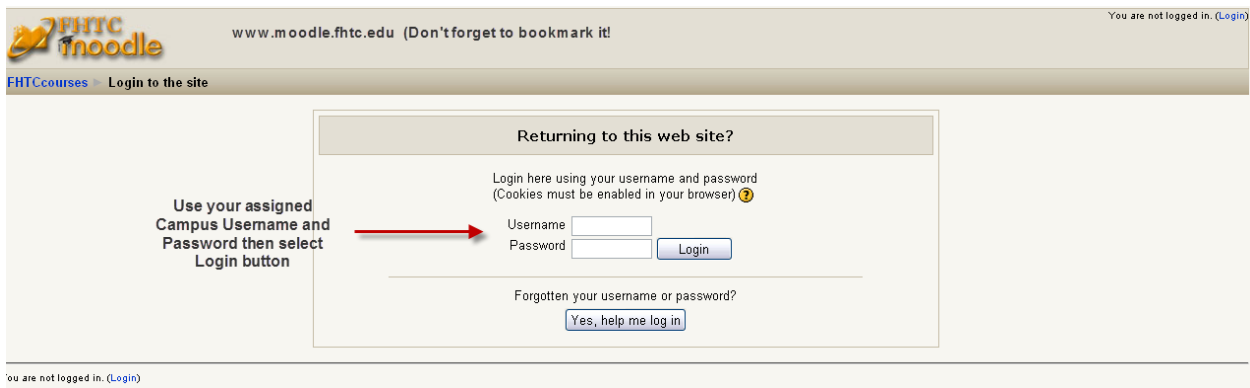 FHTC
moodle
www.moodle.fhtc.edu (Don't forget to bookmark it!
You are not logged in. (Login)
FHTCcourses ► Login to the site
Returning to this web site?
Login here using your username and password
(Cookies must be enabled in your browser) ?
Use your assigned
Campus Username and
Password then select
Login button
Username
Password
Login
Forgotten your username or password?
Yes, help me log in
ou are not logged in. (Login)